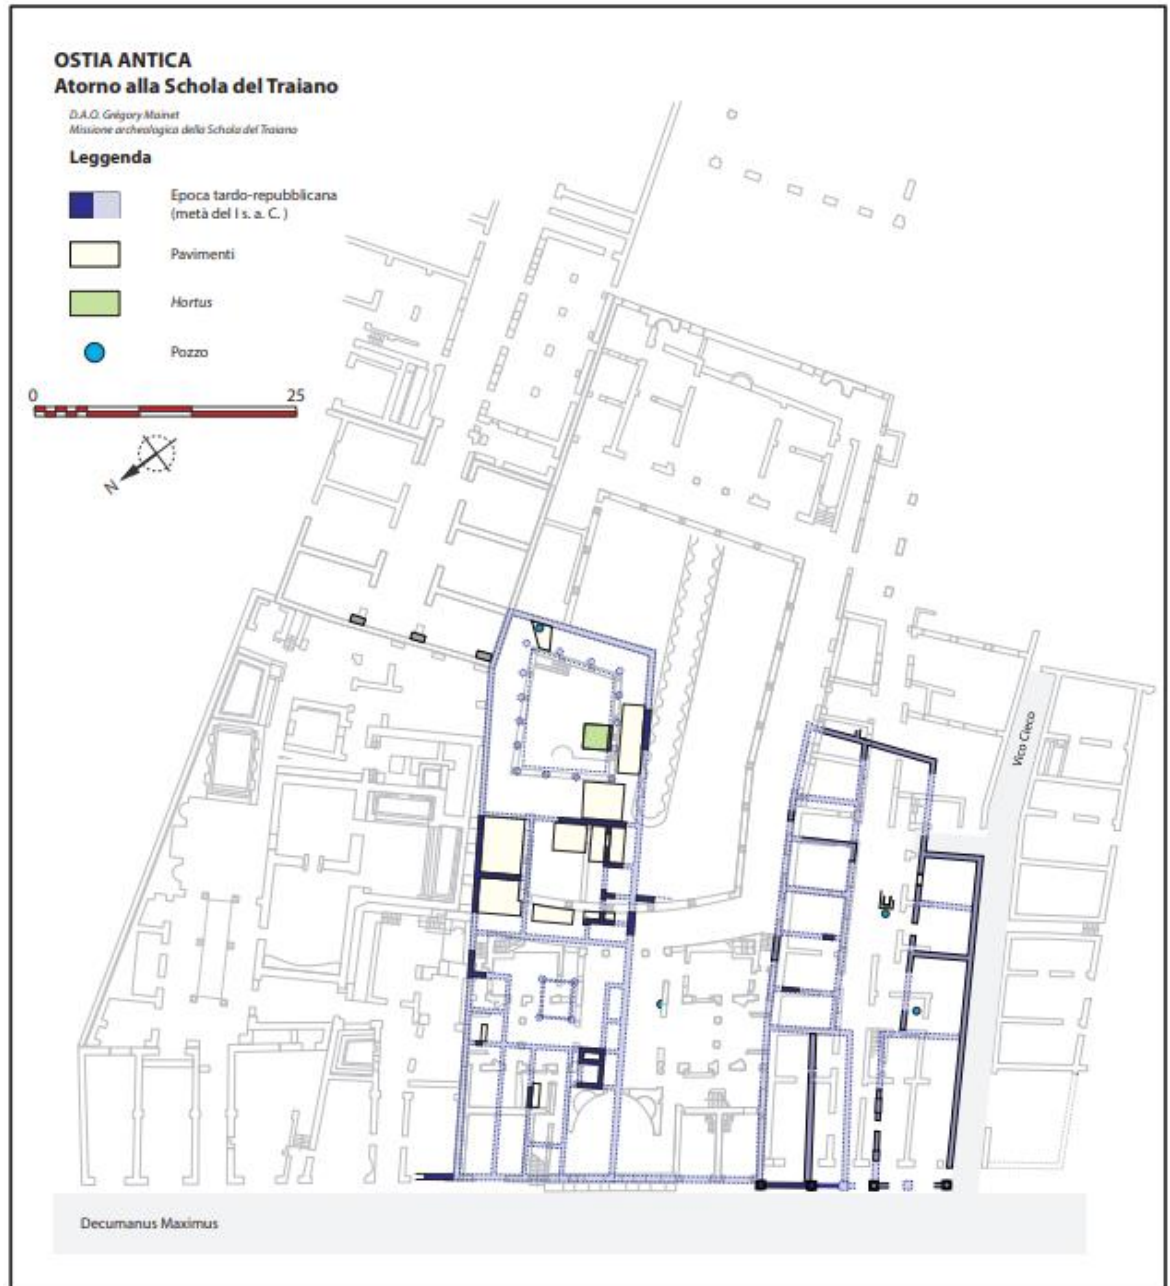 OSTIA ANTICA
Atorno alla Schola del Traiano
D.A.O. Grégory Mainet
Missione archeologica della Schola del Traiano
Leggenda
Epoca tardo-repubblicana
(metà del I s. a. C. )
Pavimenti
Hortus
Pozzo
0 25
N
Vico Cieco
Decumanus Maximus